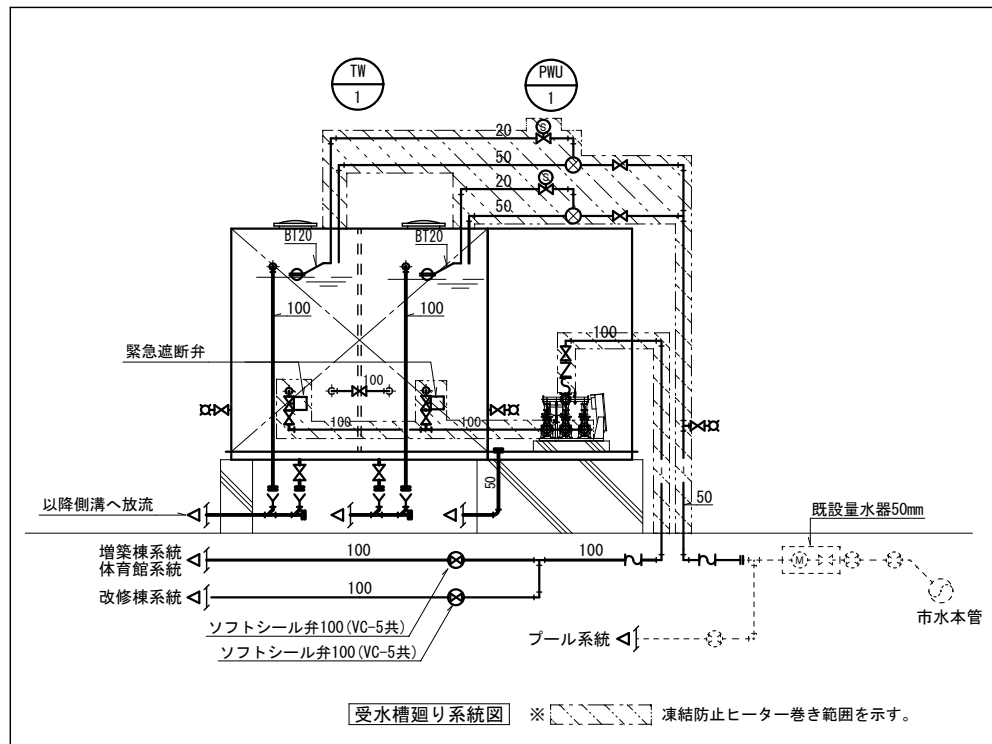 TW
1
PWU
1
20
50
20
50
BT20
BT20
100
100
100
緊急遮断弁
100
100
100
50
50
以降側溝へ放流
既設量水器50mm
増築棟系統
体育館系統
100
100
M
改修棟系統
100
市水本管
ソフトシール弁100(VC-5共)
ソフトシール弁100(VC-5共)
プール系統
受水槽廻り系統図
※ 凍結防止ヒーター巻き範囲を示す。
S
S